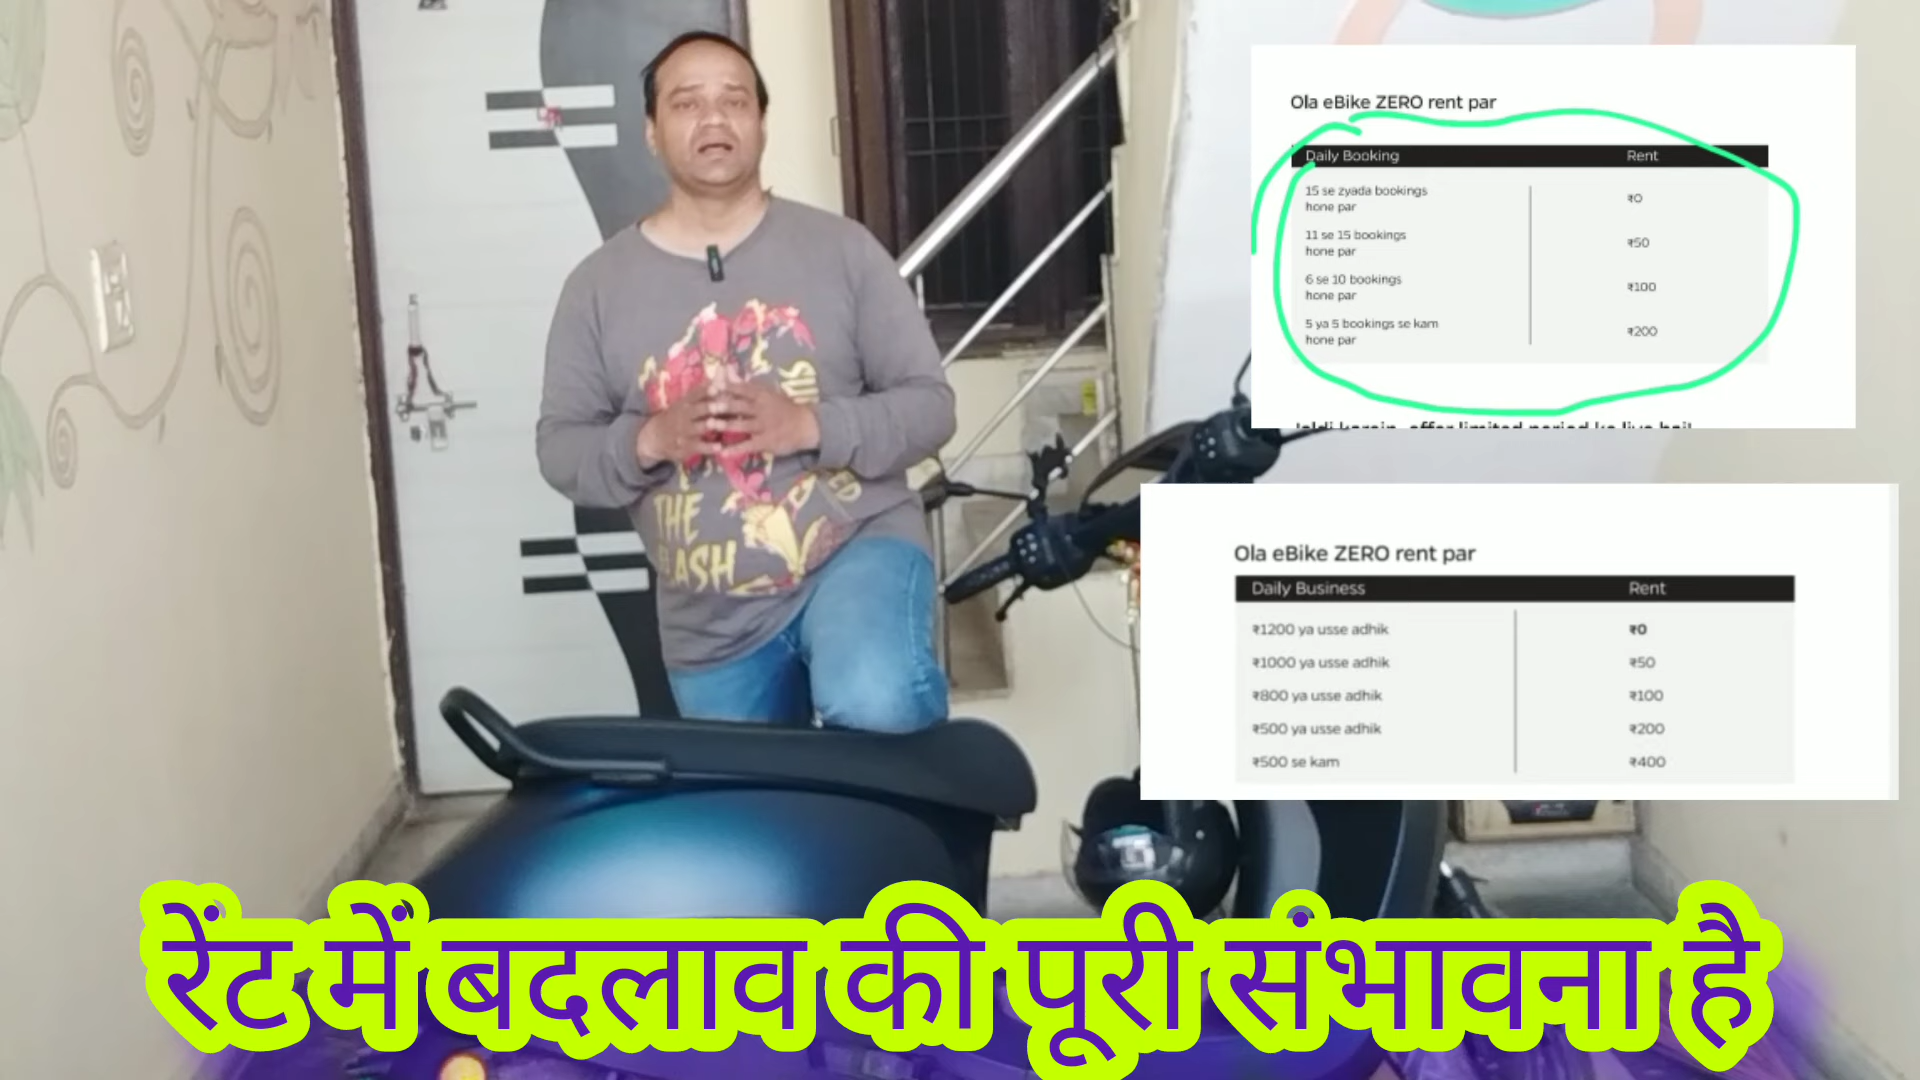 Ola eBike ZERO rent par
Daily Booking Rent
15 se zyada bookings
hone par ₹0
11 se 15 bookings
hone par ₹50
6 se 10 bookings
hone par ₹100
5 ya 5 bookings se kam
hone par ₹200
Ola eBike ZERO rent par
Daily Business Rent
₹1200 ya usse adhik ₹0
₹1000 ya usse adhik ₹50
₹800 ya usse adhik ₹100
₹500 ya usse adhik ₹200
₹500 se kam ₹400
THE
FLASH
रेंट में बदलाव की पूरी संभावना है